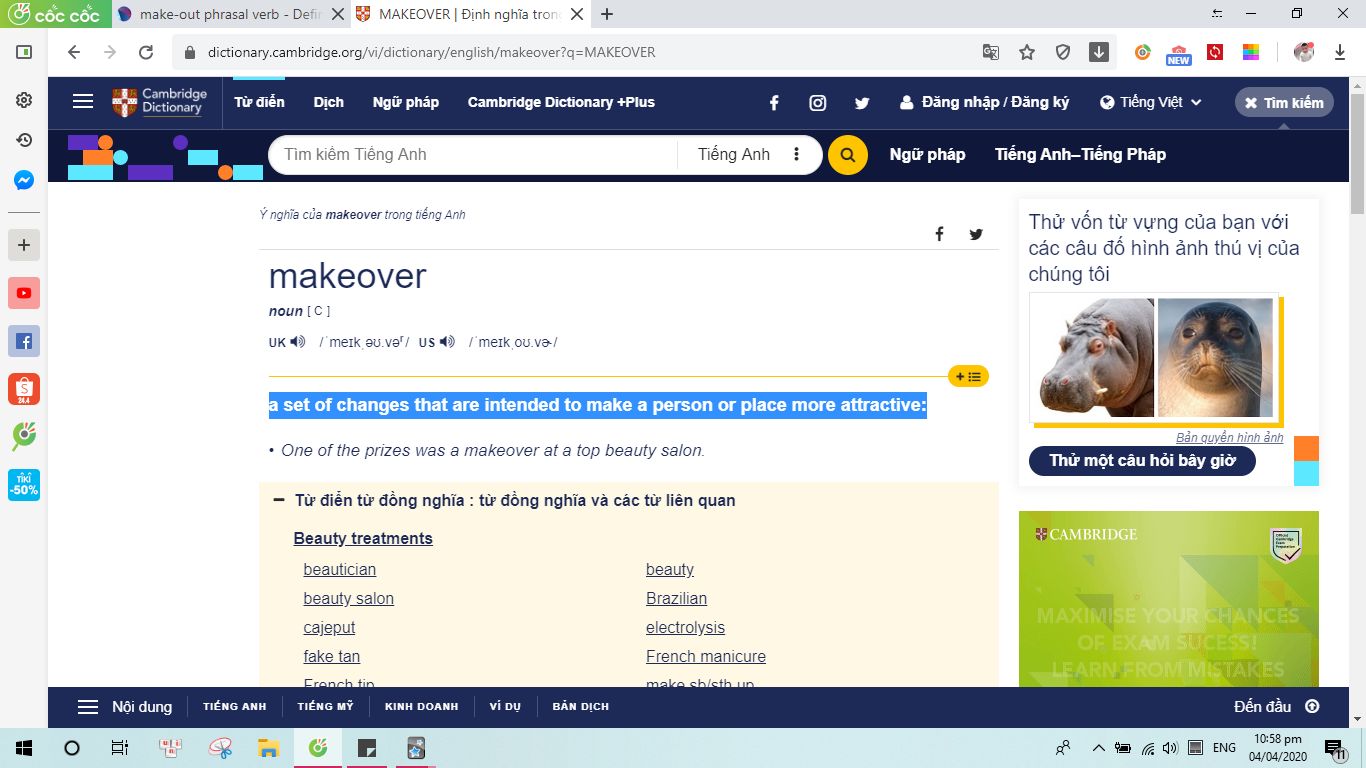 cốc cốc
make-out phrasal verb - Defin
MAKEOVER | Định nghĩa tron
dictionary.cambridge.org/vi/dictionary/english/makeover?q=MAKEOVER
NEW
Cambridge Dictionary
Từ điển
Dịch
Ngữ pháp
Cambridge Dictionary +Plus
Đăng nhập / Đăng ký
Tiếng Việt
Tìm kiếm
Tìm kiếm Tiếng Anh
Tiếng Anh
Ngữ pháp
Tiếng Anh–Tiếng Pháp
Ý nghĩa của makeover trong tiếng Anh
makeover
noun [ C ]
UK /ˈmeɪkˌəʊ.vəʳ/ US /ˈmeɪkˌoʊ.vɚ/
a set of changes that are intended to make a person or place more attractive:
• One of the prizes was a makeover at a top beauty salon.
Từ điển từ đồng nghĩa : từ đồng nghĩa và các từ liên quan
Beauty treatments
beautician
beauty
beauty salon
Brazilian
cajeput
electrolysis
fake tan
French manicure
French tip
make sb/sth up
Thử vốn từ vựng của bạn với
các câu đố hình ảnh thú vị của
chúng tôi
Bản quyền hình ảnh
Thử một câu hỏi bây giờ
CAMBRIDGE
MAXIMISE YOUR CHANCES
OF EXAM SUCESS!
LEARN FROM MISTAKES
24.4
TIKI
-50%
Nội dung
TIẾNG ANH
TIẾNG MỸ
KINH DOANH
VÍ DỤ
BẢN DỊCH
Đến đầu
ENG
10:58 pm
04/04/2020
11